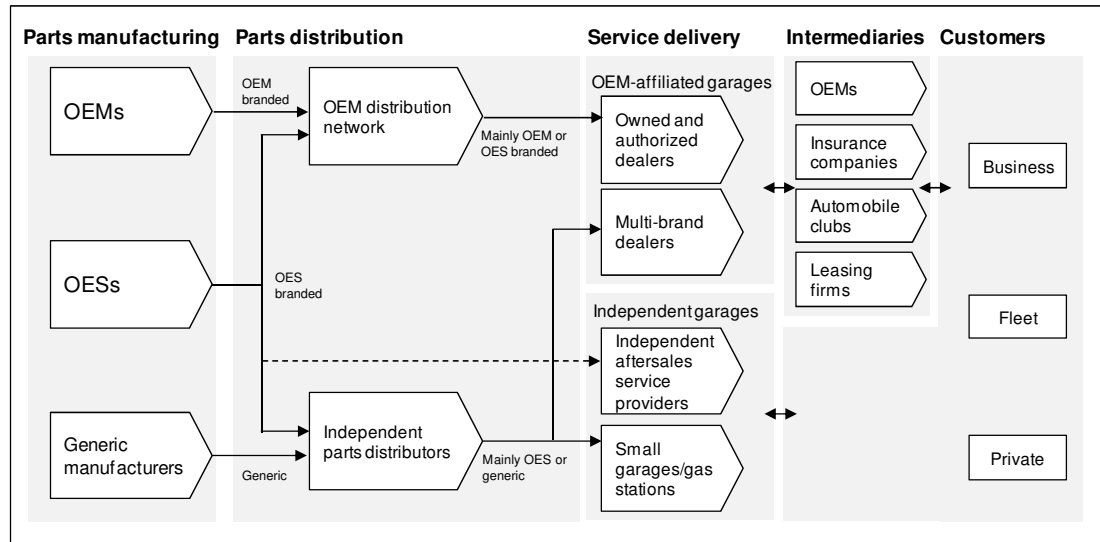 Parts manufacturing
Parts distribution
Service delivery
Intermediaries
Customers
OEMs
OESs
Generic
manufacturers
OEM
branded
OES
branded
Generic
OEM distribution
network
Independent
parts distributors
Mainly OEM or
OES branded
Mainly OES or
generic
OEM-affiliated garages
Owned and
authorized
dealers
Multi-brand
dealers
Independent garages
Independent
aftersales
service
providers
Small
garages/gas
stations
OEMs
Insurance
companies
Automobile
clubs
Leasing
firms
Business
Fleet
Private